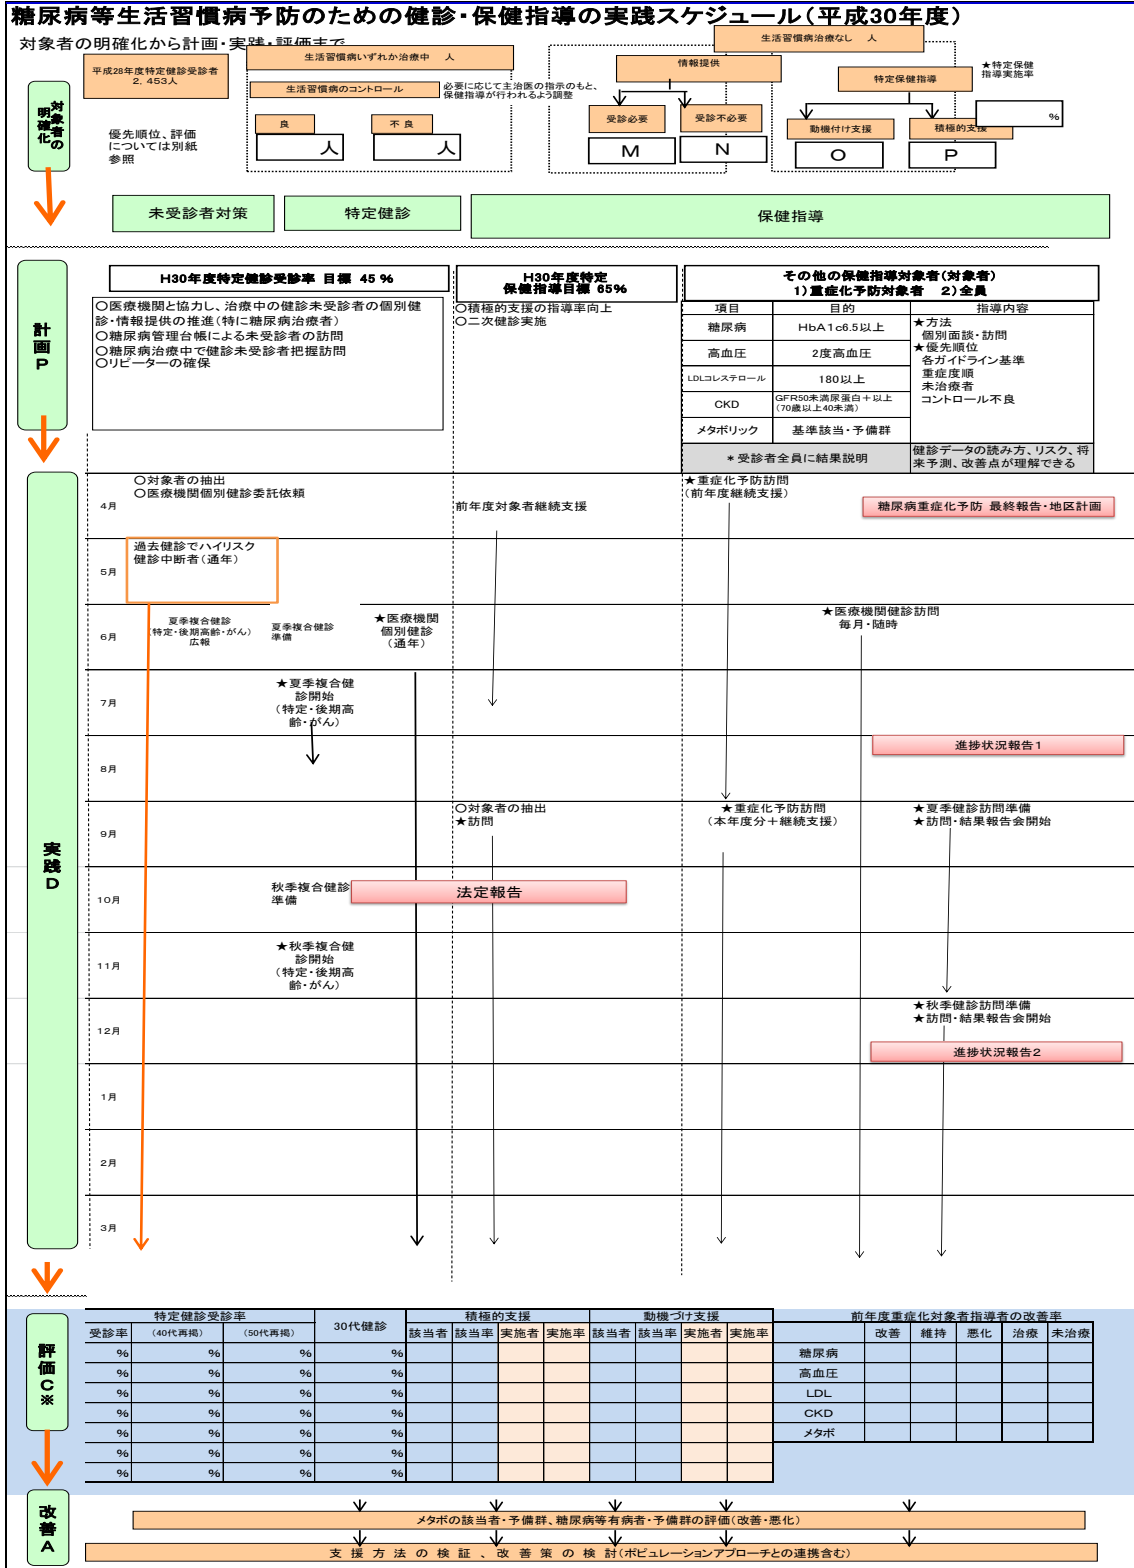 糖尿病等生活習慣病予防のための健診・保健指導の実践スケジュール(平成30年度)
対象者の明確化から計画・実践・評価まで
対象者の
明確化
平成28年度特定健診受診者
2,453人
優先順位、評価
については別紙
参照
生活習慣病いずれか治療中　人
生活習慣病のコントロール
必要に応じて主治医の指示のもと、
保健指導が行われるよう調整
良
不 良
人
人
生活習慣病治療なし　人
情報提供
受診必要
受診不必要
M
N
特定保健指導
★特定保健
指導実施率
%
動機付け支援
積極的支援
O
P
未受診者対策
特定健診
保健指導
計画P
H30年度特定健診受診率 目標 45 %
○医療機関と協力し、治療中の健診未受診者の個別健
診・情報提供の推進(特に糖尿病治療者)
○糖尿病管理台帳による未受診者の訪問
○糖尿病治療中で健診未受診者把握訪問
○リピーターの確保
H30年度特定
保健指導目標 65%
○積極的支援の指導率向上
○二次健診実施
その他の保健指導対象者(対象者)
1)重症化予防対象者　2)全員
項目 目的 指導内容
糖尿病 HbA1c6.5以上
高血圧 2度高血圧
LDLコレステロール 180以上
CKD GFR50未満尿蛋白+以上
(70歳以上40未満)
メタボリック 基準該当・予備群
★方法
個別面談・訪問
★優先順位
各ガイドライン基準
重症度順
未治療者
コントロール不良
*受診者全員に結果説明
健診データの読み方、リスク、将
来予測、改善点が理解できる
実践D
4月
○対象者の抽出
○医療機関個別健診委託依頼
前年度対象者継続支援
★重症化予防訪問
(前年度継続支援)
糖尿病重症化予防 最終報告・地区計画
5月
過去健診でハイリスク
健診中断者(通年)
6月
夏季複合健診
(特定・後期高齢・がん)
広報
夏季複合健診
準備
★医療機関
個別健診
(通年)
★医療機関健診訪問
毎月・随時
7月
★夏季複合健
診開始
(特定・後期高
齢・がん)
8月
進捗状況報告1
9月
○対象者の抽出
★訪問
★重症化予防訪問
(本年度分+継続支援)
★夏季健診訪問準備
★訪問・結果報告会開始
10月
秋季複合健診
準備
法定報告
11月
★秋季複合健
診開始
(特定・後期高
齢・がん)
12月
★秋季健診訪問準備
★訪問・結果報告会開始
進捗状況報告2
1月
2月
3月
評価C※
特定健診受診率 30代健診 積極的支援 動機づけ支援 前年度重症化対象者指導者の改善率
受診率 (40代再掲) (50代再掲) 該当者 該当率 実施者 実施率 該当者 該当率 実施者 実施率 改善 維持 悪化 治療 未治療
% % % % 糖尿病
% % % % 高血圧
% % % % LDL
% % % % CKD
% % % % メタボ
% % % %
% % % %
改善A
メタボの該当者・予備群、糖尿病等有病者・予備群の評価(改善・悪化)
支 援 方 法 の 検 証 、 改 善 策 の 検 討(ポピュレーションアプローチとの連携含む)